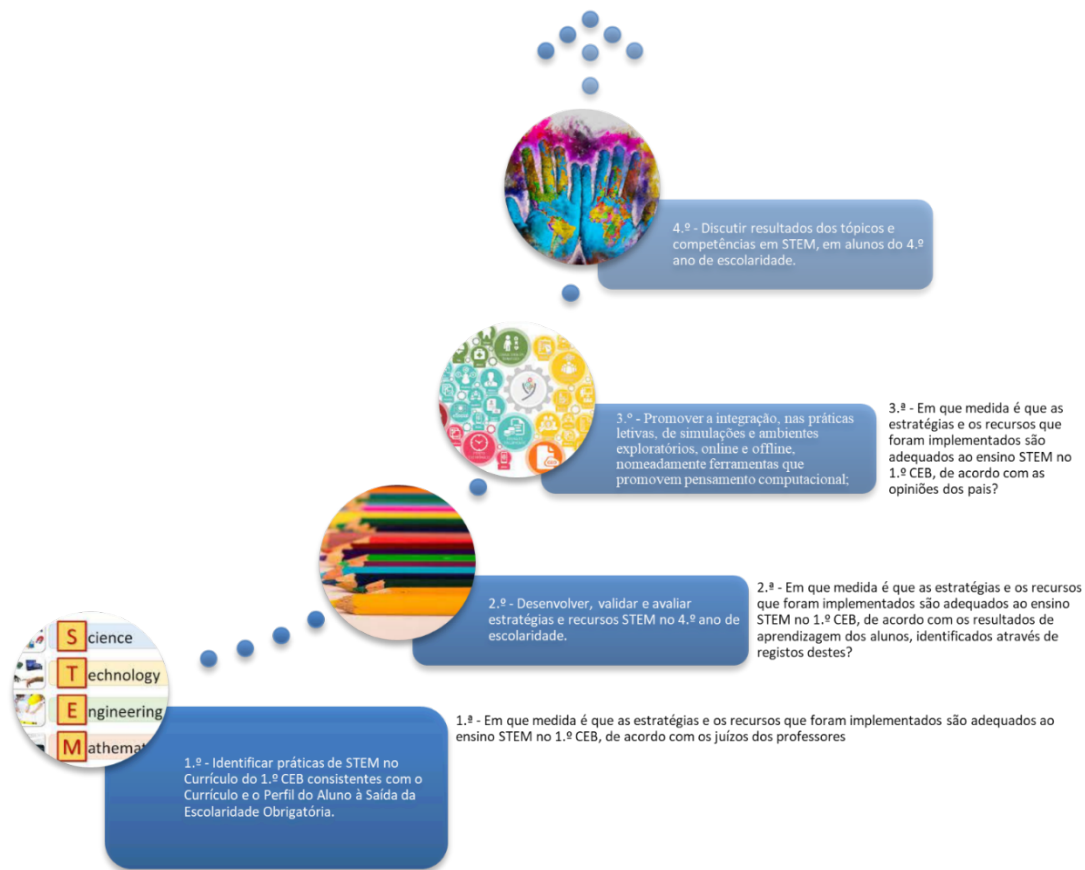 4.º - Discutir resultados dos tópicos e
competências em STEM, em alunos do 4.º
ano de escolaridade.
3.º - Promover a integração, nas práticas
letivas, de simulações e ambientes
exploratórios, online e offline,
nomeadamente ferramentas que
promovem pensamento computacional;
3.ª - Em que medida é que as
estratégias e os recursos que
foram implementados são
adequados ao ensino STEM no
1.º CEB, de acordo com as
opiniões dos pais?
2.º - Desenvolver, validar e avaliar
estratégias e recursos STEM no 4.º ano de
escolaridade.
2.ª - Em que medida é que as estratégias e os recursos
que foram implementados são adequados ao ensino
STEM no 1.º CEB, de acordo com os resultados de
aprendizagem dos alunos, identificados através de
registos destes?
Science
Technology
Engineering
Mathemat
1.ª - Em que medida é que as estratégias e os recursos que foram implementados são adequados ao
ensino STEM no 1.º CEB, de acordo com os juízos dos professores
1.º - Identificar práticas de STEM no
Currículo do 1.º CEB consistentes com o
Currículo e o Perfil do Aluno à Saída da
Escolaridade Obrigatória.